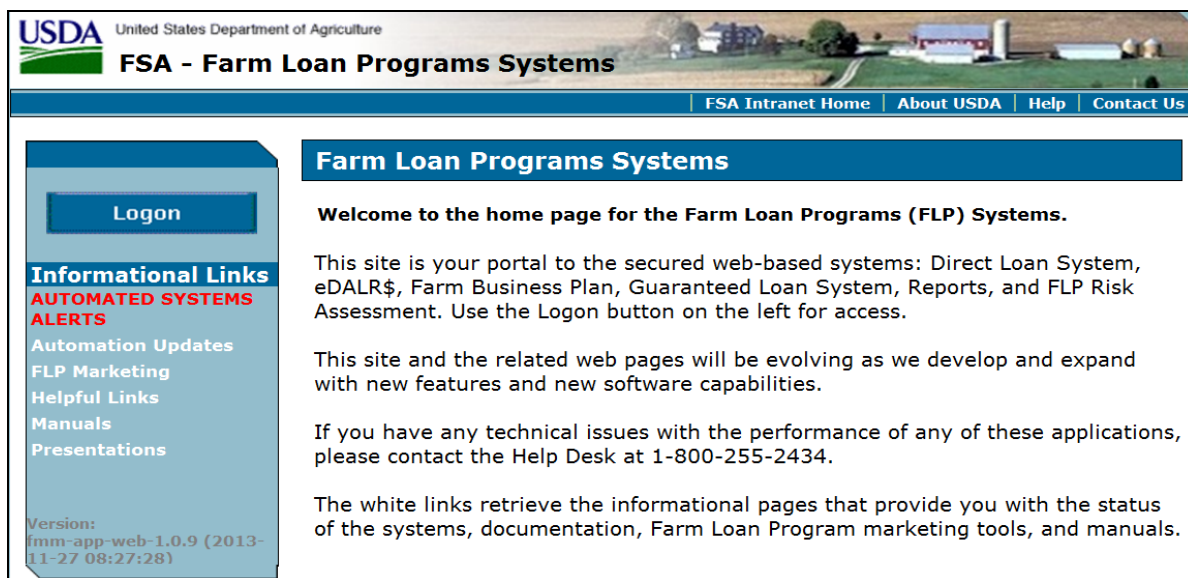 USDA
United States Department of Agriculture
FSA - Farm Loan Programs Systems
FSA Intranet Home | About USDA | Help | Contact Us
Logon
Informational Links
AUTOMATED SYSTEMS
ALERTS
Automation Updates
FLP Marketing
Helpful Links
Manuals
Presentations
Version:
fmm-app-web-1.0.9 (2013-
11-27 08:27:28)
Farm Loan Programs Systems
Welcome to the home page for the Farm Loan Programs (FLP) Systems.
This site is your portal to the secured web-based systems: Direct Loan System,
eDALR$, Farm Business Plan, Guaranteed Loan System, Reports, and FLP Risk
Assessment. Use the Logon button on the left for access.
This site and the related web pages will be evolving as we develop and expand
with new features and new software capabilities.
If you have any technical issues with the performance of any of these applications,
please contact the Help Desk at 1-800-255-2434.
The white links retrieve the informational pages that provide you with the status
of the systems, documentation, Farm Loan Program marketing tools, and manuals.